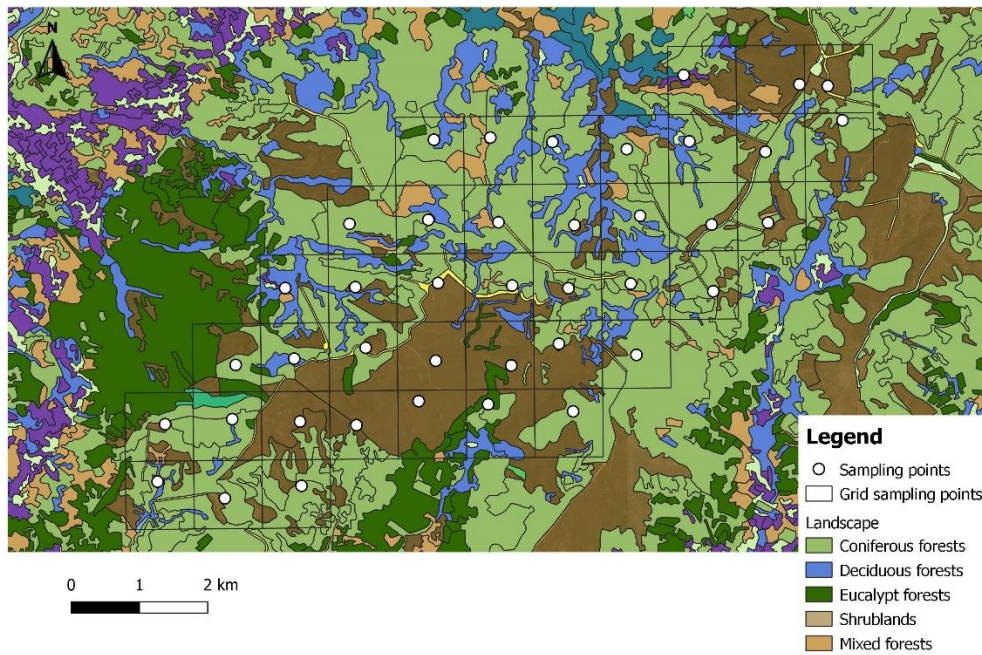 N
Legend
Sampling points
Grid sampling points
Landscape
Coniferous forests
Deciduous forests
Eucalypt forests
Shrublands
Mixed forests
0 1 2 km